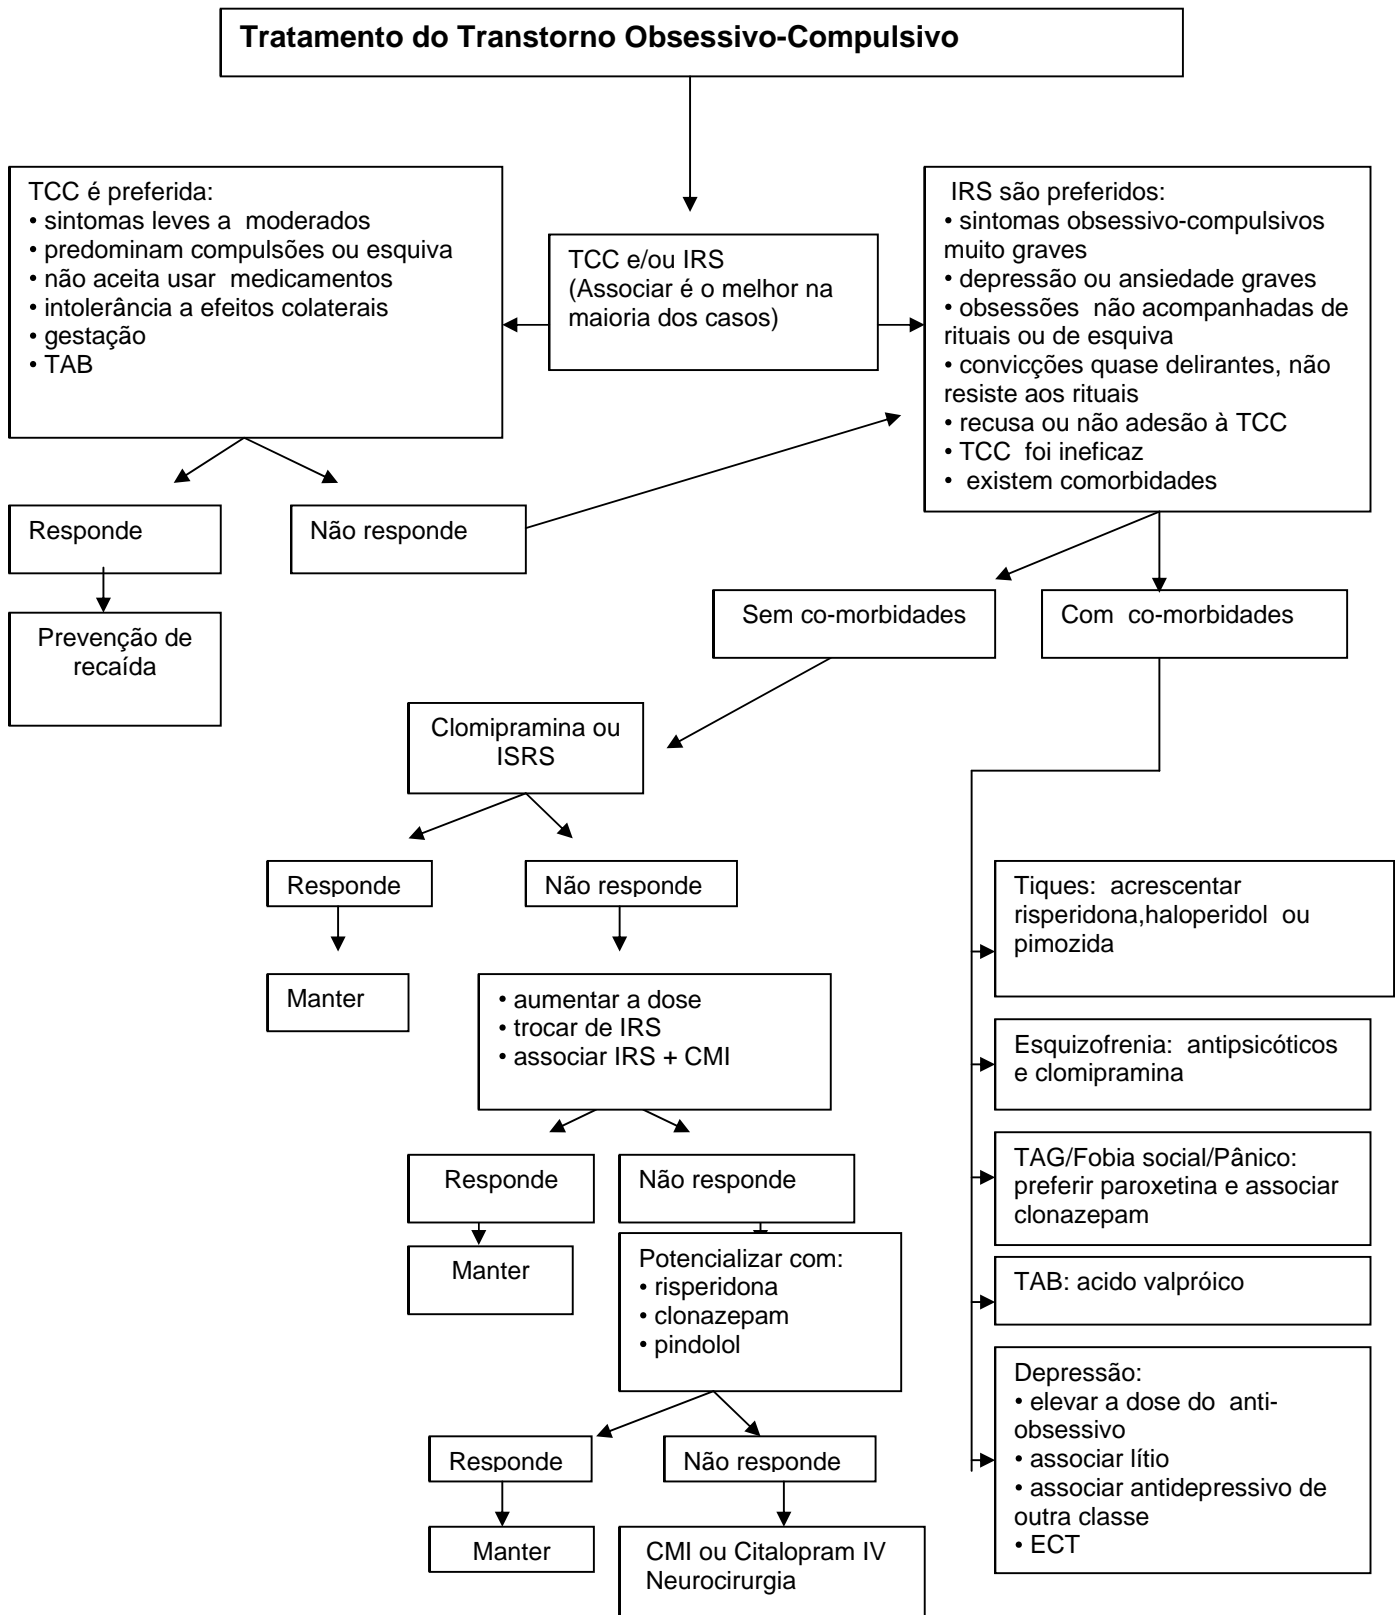 Tratamento do Transtorno Obsessivo-Compulsivo
TCC é preferida:
• sintomas leves a moderados
• predominam compulsões ou esquiva
• não aceita usar medicamentos
• intolerância a efeitos colaterais
• gestação
• TAB
TCC e/ou IRS
(Associar é o melhor na
maioria dos casos)
IRS são preferidos:
• sintomas obsessivo-compulsivos
muito graves
• depressão ou ansiedade graves
• obsessões não acompanhadas de
rituais ou de esquiva
• convicções quase delirantes, não
resiste aos rituais
• recusa ou não adesão à TCC
• TCC foi ineficaz
• existem comorbidades
Responde
Não responde
Prevenção de
recaída
Sem co-morbidades
Com co-morbidades
Clomipramina ou
ISRS
Responde
Não responde
Manter
• aumentar a dose
• trocar de IRS
• associar IRS + CMI
Responde
Não responde
Manter
Potencializar com:
• risperidona
• clonazepam
• pindolol
Responde
Não responde
Manter
CMI ou Citalopram IV
Neurocirurgia
Tiques: acrescentar
risperidona,haloperidol ou
pimozida
Esquizofrenia: antipsicóticos
e clomipramina
TAG/Fobia social/Pânico:
preferir paroxetina e associar
clonazepam
TAB: acido valpróico
Depressão:
• elevar a dose do anti-
obsessivo
• associar lítio
• associar antidepressivo de
outra classe
• ECT